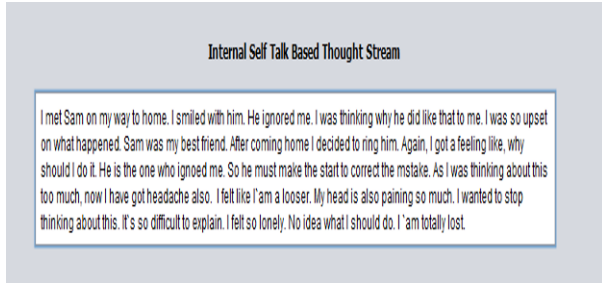 Internal Self Talk Based Thought Stream
I met Sam on my way to home. I smiled with him. He ignored me. I was thinking why he did like that to me. I was so upset
on what happened. Sam was my best friend. After coming home I decided to ring him. Again, I got a feeling like, why
should I do it. He is the one who ignoed me. So he must make the start to correct the mstake. As I was thinking about this
too much, now I have got headache also.  I felt like I`am a looser. My head is also paining so much. I wanted to stop
thinking about this. It`s so difficult to explain. I felt so lonely. No idea what I should do. I `am totally lost.